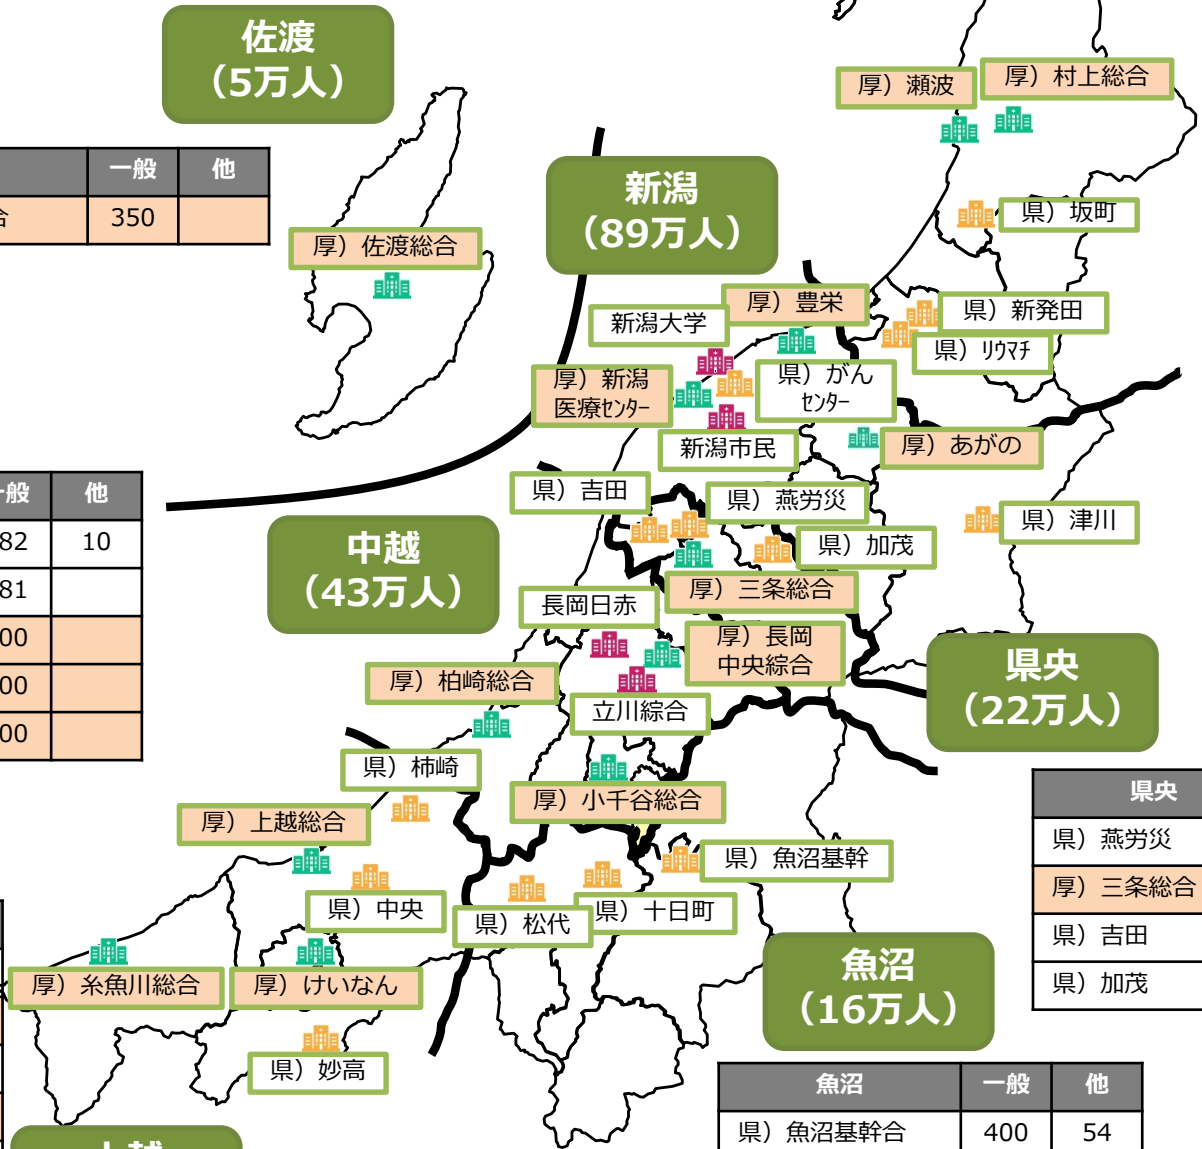 佐渡
（5万人）
厚）瀬波
厚）村上総合
一般 他
合 350
新潟
（89万人）
県）坂町
厚）佐渡総合
厚）豊栄
新潟大学
県）新発田
県）ﾘｳﾏﾁ
厚）新潟
医療ｾﾝﾀｰ
県）がん
ｾﾝﾀｰ
新潟市民
厚）あがの
県）吉田
県）燕労災
県）津川
県）加茂
般 他
82 10
81
00
00
00
中越
（43万人）
厚）三条総合
長岡日赤
厚）長岡
中央綜合
県央
（22万人）
厚）柏崎総合
立川綜合
県）柿崎
厚）小千谷総合
厚）上越総合
県）魚沼基幹
県）中央
県）松代
県）十日町
県央
県）燕労災
厚）三条総合
県）吉田
県）加茂
厚）糸魚川総合
厚）けいなん
魚沼
（16万人）
県）妙高
魚沼 一般 他
県）魚沼基幹合 400 54
上越